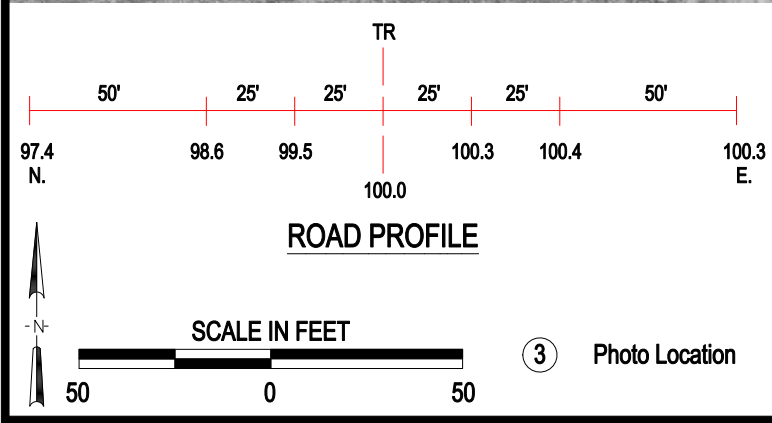 TR
50' 25' 25' 25' 25' 50'
97.4 98.6 99.5 100.3 100.4 100.3
N. E.
100.0
ROAD PROFILE
-N-
SCALE IN FEET
3 Photo Location
50 0 50